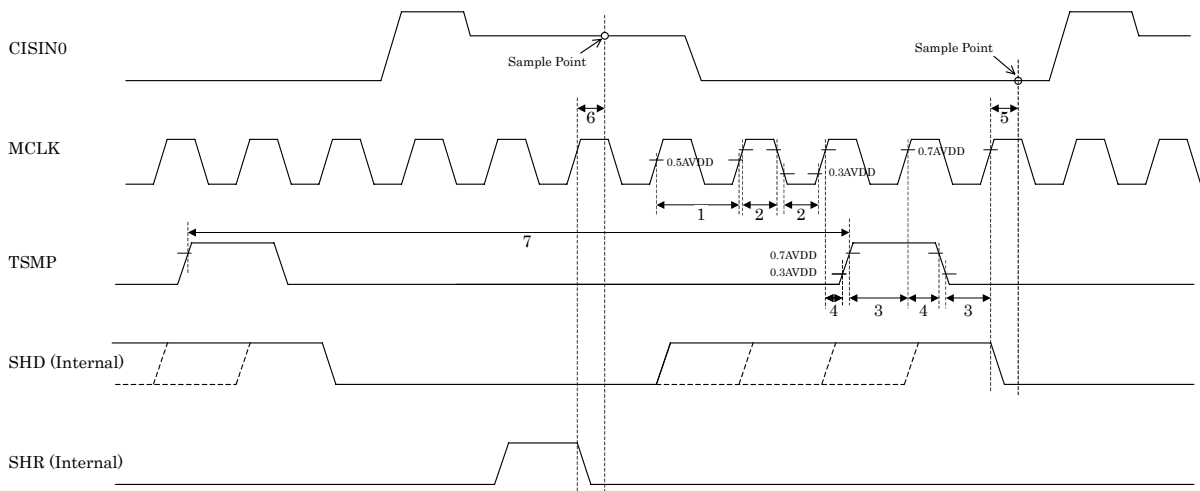 CISIN0
Sample Point
Sample Point
6
5
MCLK
0.5AVDD
0.7AVDD
0.3AVDD
1
2
2
7
TSMP
0.7AVDD
0.3AVDD
4
3
4
3
SHD (Internal)
SHR (Internal)